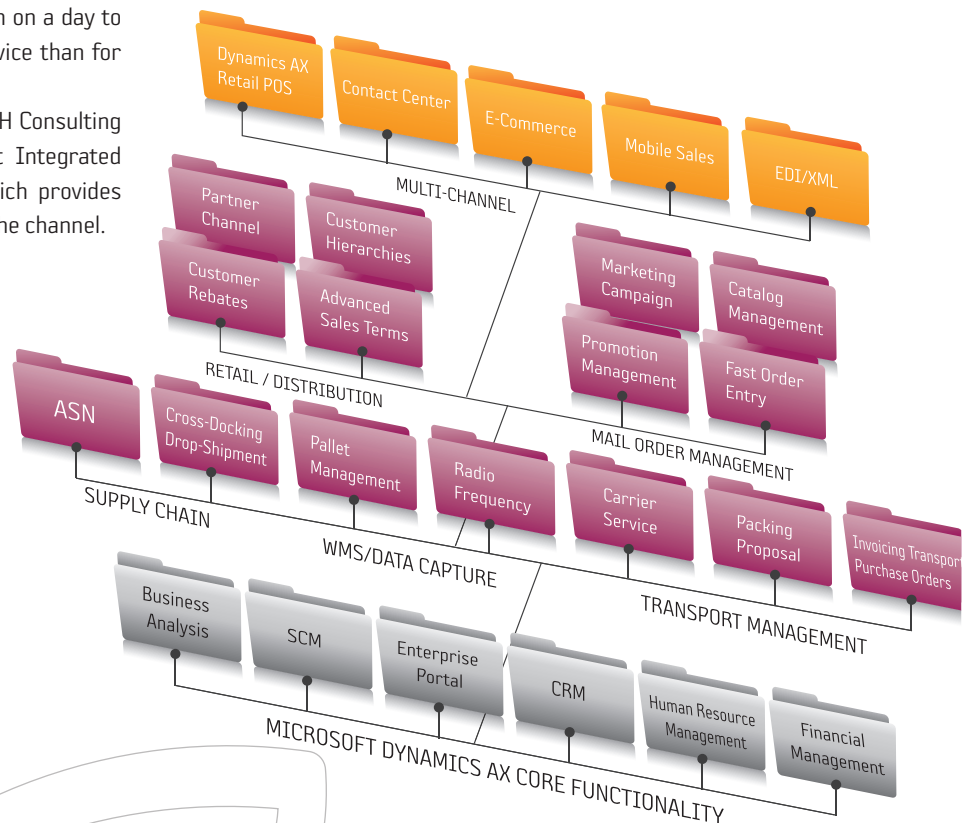 n on a day to
vice than for
H Consulting
t Integrated
ich provides
ne channel.
Dynamics AX
Retail POS
Contact Center
E-Commerce
Mobile Sales
EDI/XML
MULTI-CHANNEL
Partner
Channel
Customer
Hierarchies
Customer
Rebates
Advanced
Sales Terms
RETAIL / DISTRIBUTION
Marketing
Campaign
Catalog
Management
Promotion
Management
Fast Order
Entry
MAIL ORDER MANAGEMENT
ASN
Cross-Docking
Drop-Shipment
Pallet
Management
Radio
Frequency
Carrier
Service
Packing
Proposal
Invoicing Transport
Purchase Orders
SUPPLY CHAIN
WMS/DATA CAPTURE
TRANSPORT MANAGEMENT
Business
Analysis
SCM
Enterprise
Portal
CRM
Human Resource
Management
Financial
Management
MICROSOFT DYNAMICS AX CORE FUNCTIONALITY